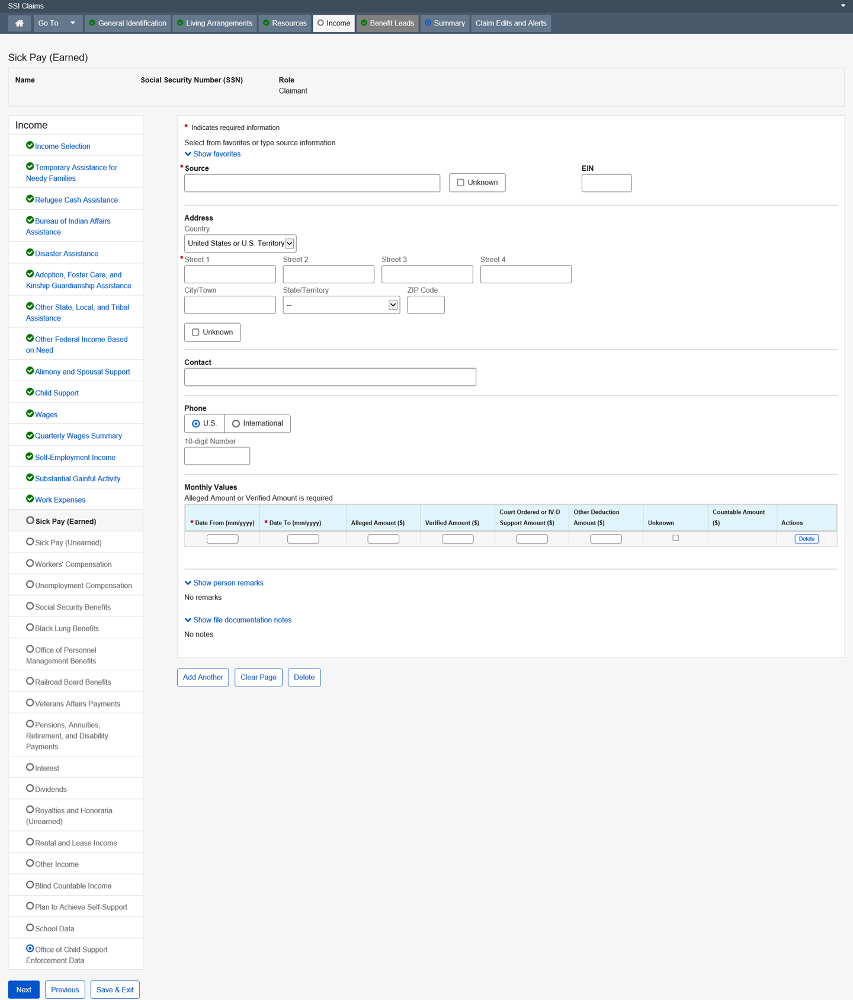 SSI Claims
Go To
General Identification
Living Arrangements
Resources
Income
Benefit Leads
Summary
Claim Edits and Alerts
Sick Pay (Earned)
Name
Social Security Number (SSN)
Role
Claimant
Income
Income Selection
Temporary Assistance for
Needy Families
Refugee Cash Assistance
Bureau of Indian Affairs
Assistance
Disaster Assistance
Adoption, Foster Care, and
Kinship Guardianship Assistance
Other State, Local, and Tribal
Assistance
Other Federal Income Based
on Need
Alimony and Spousal Support
Child Support
Wages
Quarterly Wages Summary
Self-Employment Income
Substantial Gainful Activity
Work Expenses
Sick Pay (Earned)
Sick Pay (Unearned)
Workers' Compensation
Unemployment Compensation
Social Security Benefits
Black Lung Benefits
Office of Personnel
Management Benefits
Railroad Board Benefits
Veterans Affairs Payments
Pensions, Annuities,
Retirement, and Disability
Payments
Interest
Dividends
Royalties and Honoraria
(Unearned)
Rental and Lease Income
Other Income
Blind Countable Income
Plan to Achieve Self-Support
School Data
Office of Child Support
Enforcement Data
* Indicates required information
Select from favorites or type source information
Show favorites
* Source
Unknown
EIN
Address
Country
United States or U.S. Territory
* Street 1
Street 2
Street 3
Street 4
City/Town
State/Territory
ZIP Code
--
Unknown
Contact
Phone
U.S.
International
10-digit Number
Monthly Values
Alleged Amount or Verified Amount is required
* Date From (mm/yyyy)
* Date To (mm/yyyy)
Alleged Amount ($)
Verified Amount ($)
Court Ordered or IV-D
Support Amount ($)
Other Deduction
Amount ($)
Unknown
Countable Amount
($)
Actions
Delete
Show person remarks
No remarks
Show file documentation notes
No notes
Add Another
Clear Page
Delete
Next
Previous
Save & Exit